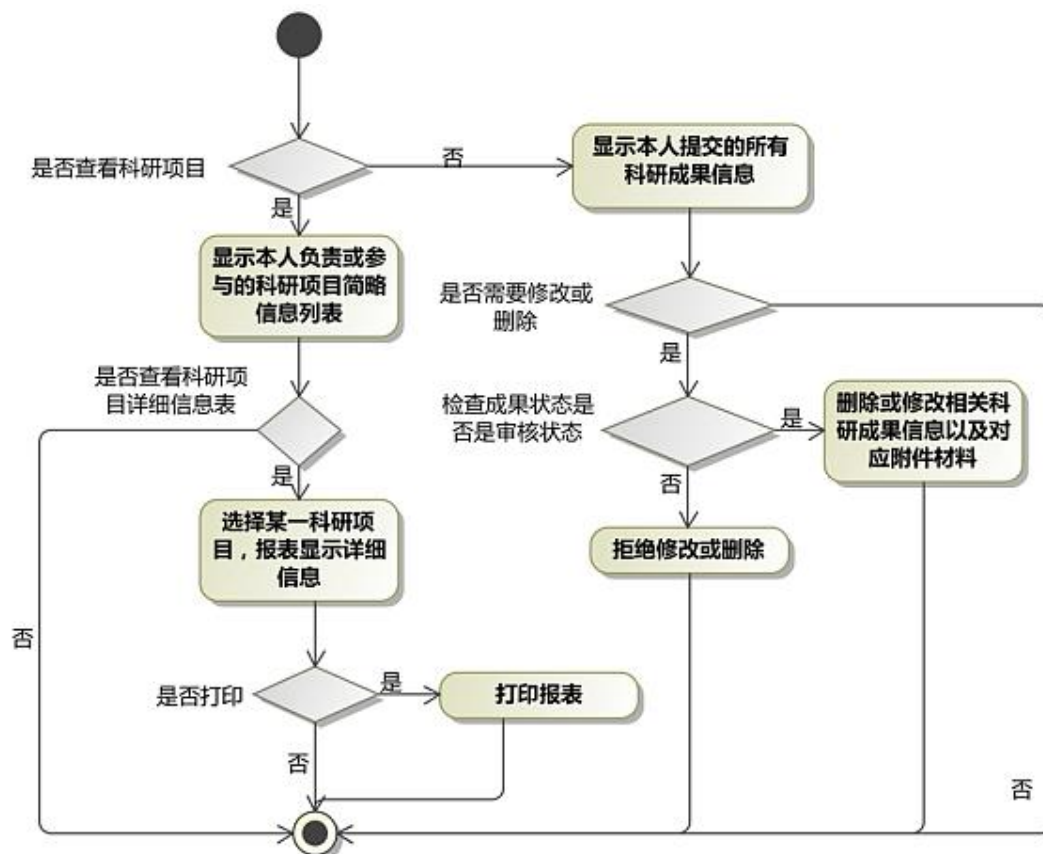 是否查看科研项目
否
显示本人提交的所有
科研成果信息
是
显示本人负责或参
与的科研项目简略
信息列表
是否需要修改或
删除
是
是否查看科研项
目详细信息表
检查成果状态是
否是审核状态
是
删除或修改相关科
研成果信息以及对
应附件材料
是
否
选择某一科研项
目，报表显示详细
信息
拒绝修改或删除
否
是否打印
是
打印报表
否
否